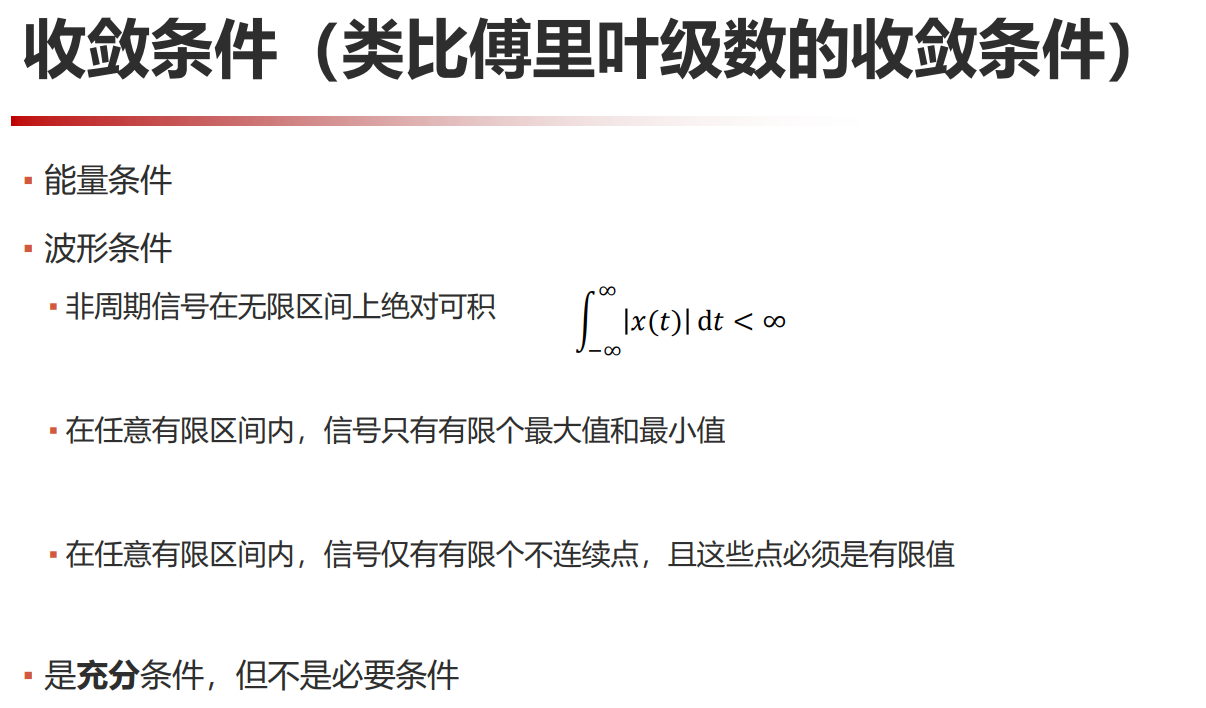 收敛条件（类比傅里叶级数的收敛条件）
▪ 能量条件
▪ 波形条件
▪ 非周期信号在无限区间上绝对可积 ∫_{−∞}^{∞} |x(t)| dt < ∞
▪ 在任意有限区间内，信号只有有限个最大值和最小值
▪ 在任意有限区间内，信号仅有有限个不连续点，且这些点必须是有限值
▪ 是充分条件，但不是必要条件